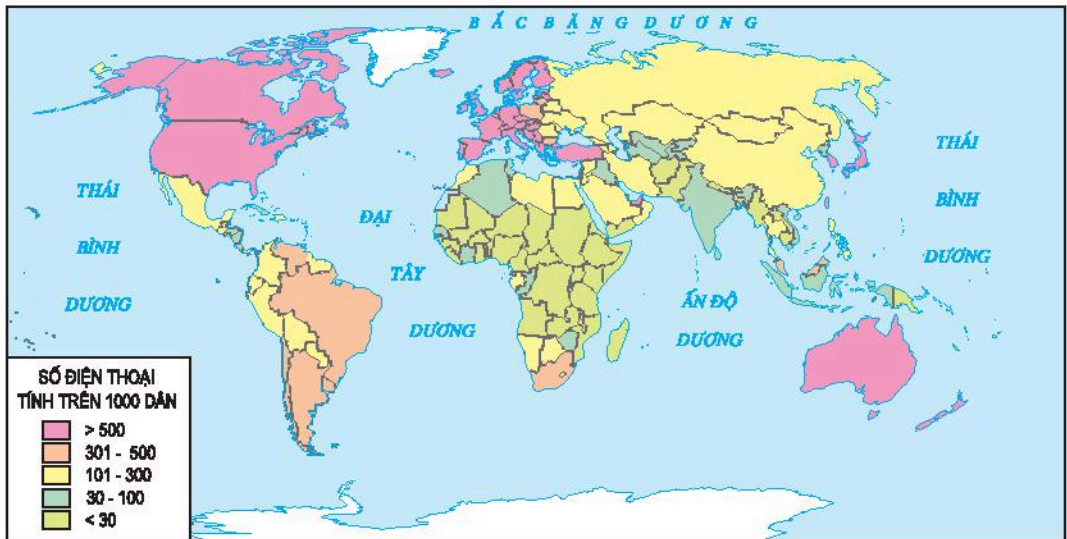 BẮC BĂNG DƯƠNG
THÁI
BÌNH
DƯƠNG
ĐẠI
TÂY
DƯƠNG
ẤN ĐỘ
DƯƠNG
THÁI
BÌNH
DƯƠNG
SỐ ĐIỆN THOẠI
TÍNH TRÊN 1000 DÂN
> 500
301 - 500
101 - 300
30 - 100
< 30